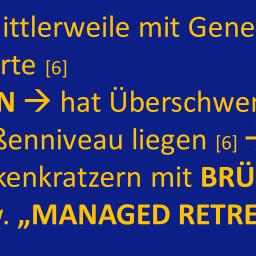 ittlerweile mit Gene
rte [6]
N → hat Überschwer
ßenniveau liegen [6] –
kenkratzern mit BRÜ
. „MANAGED RETRE